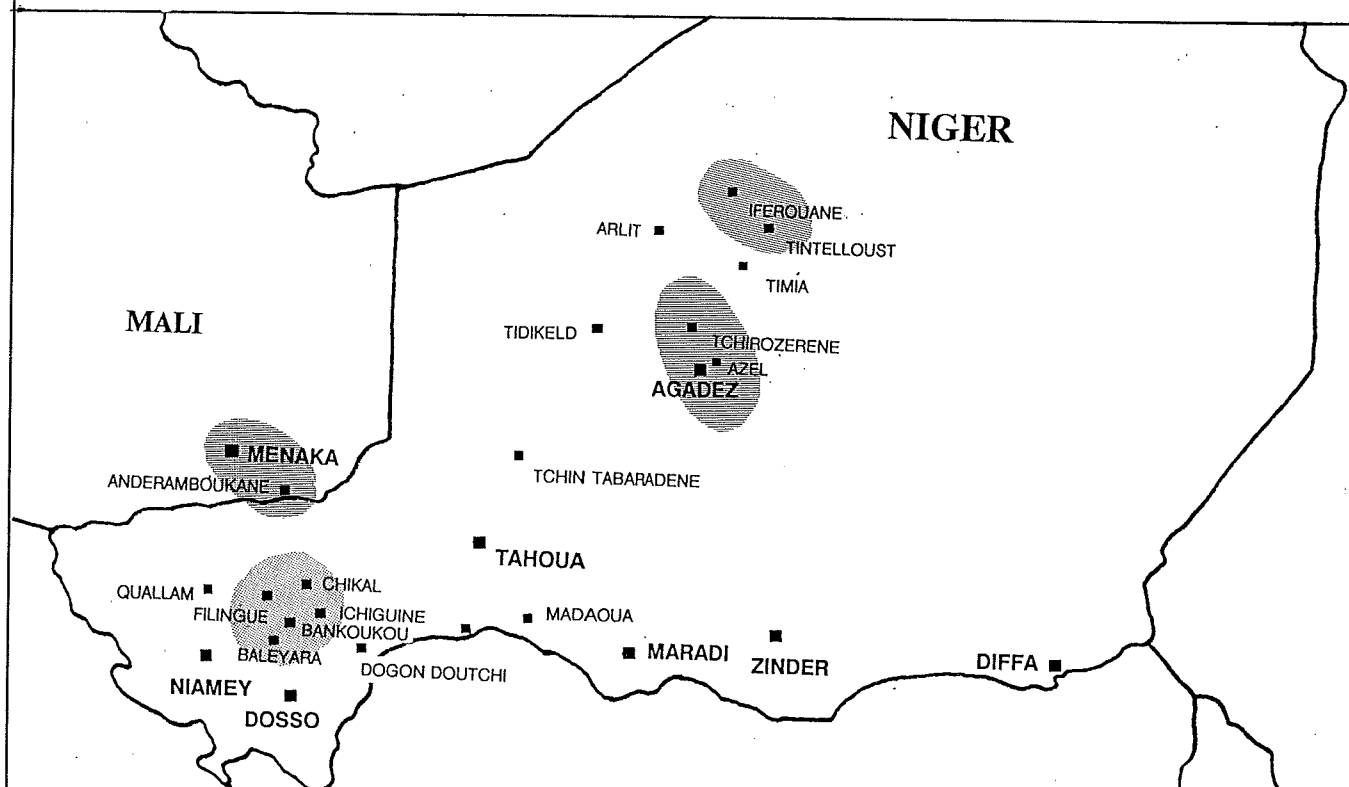 NIGER
IFEROUANE
ARLIT
TINTELLOUST
TIMIA
MALI
TIDIKELD
TCHIROZERENE
AZEL
AGADEZ
MENAKA
ANDERAMBOUKANE
TCHIN TABARADENE
TAHOUA
QUALLAM
CHIKAL
FILINGUE
ICHIGUINE
MADAOUA
BANKOUKOU
BALEYARA
MARADI
ZINDER
DIFFA
DOGON DOUTCHI
NIAMEY
DOSSO